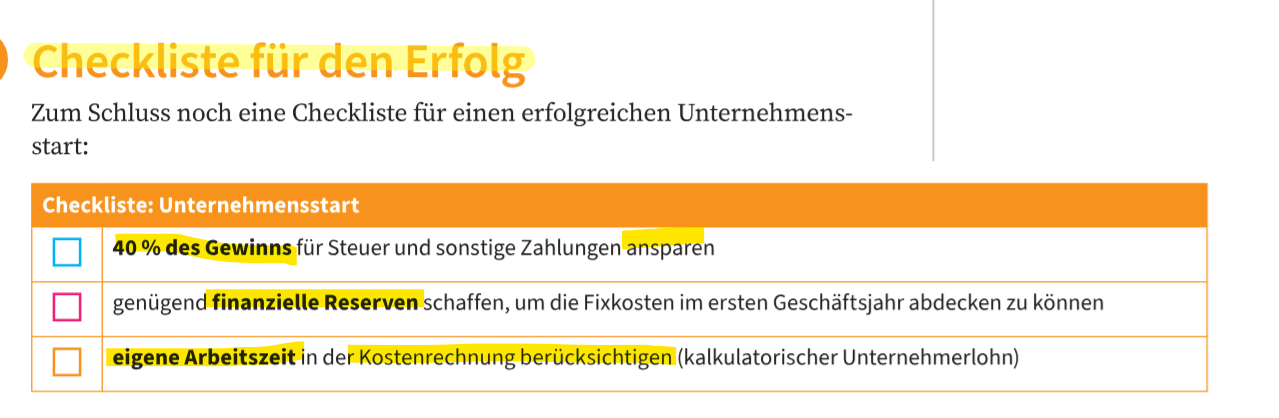 Checkliste für den Erfolg
Zum Schluss noch eine Checkliste für einen erfolgreichen Unternehmens-
start:
Checkliste: Unternehmensstart
40 % des Gewinns für Steuer und sonstige Zahlungen ansparen
genügend finanzielle Reserven schaffen, um die Fixkosten im ersten Geschäftsjahr abdecken zu können
eigene Arbeitszeit in der Kostenrechnung berücksichtigen (kalkulatorischer Unternehmerlohn)